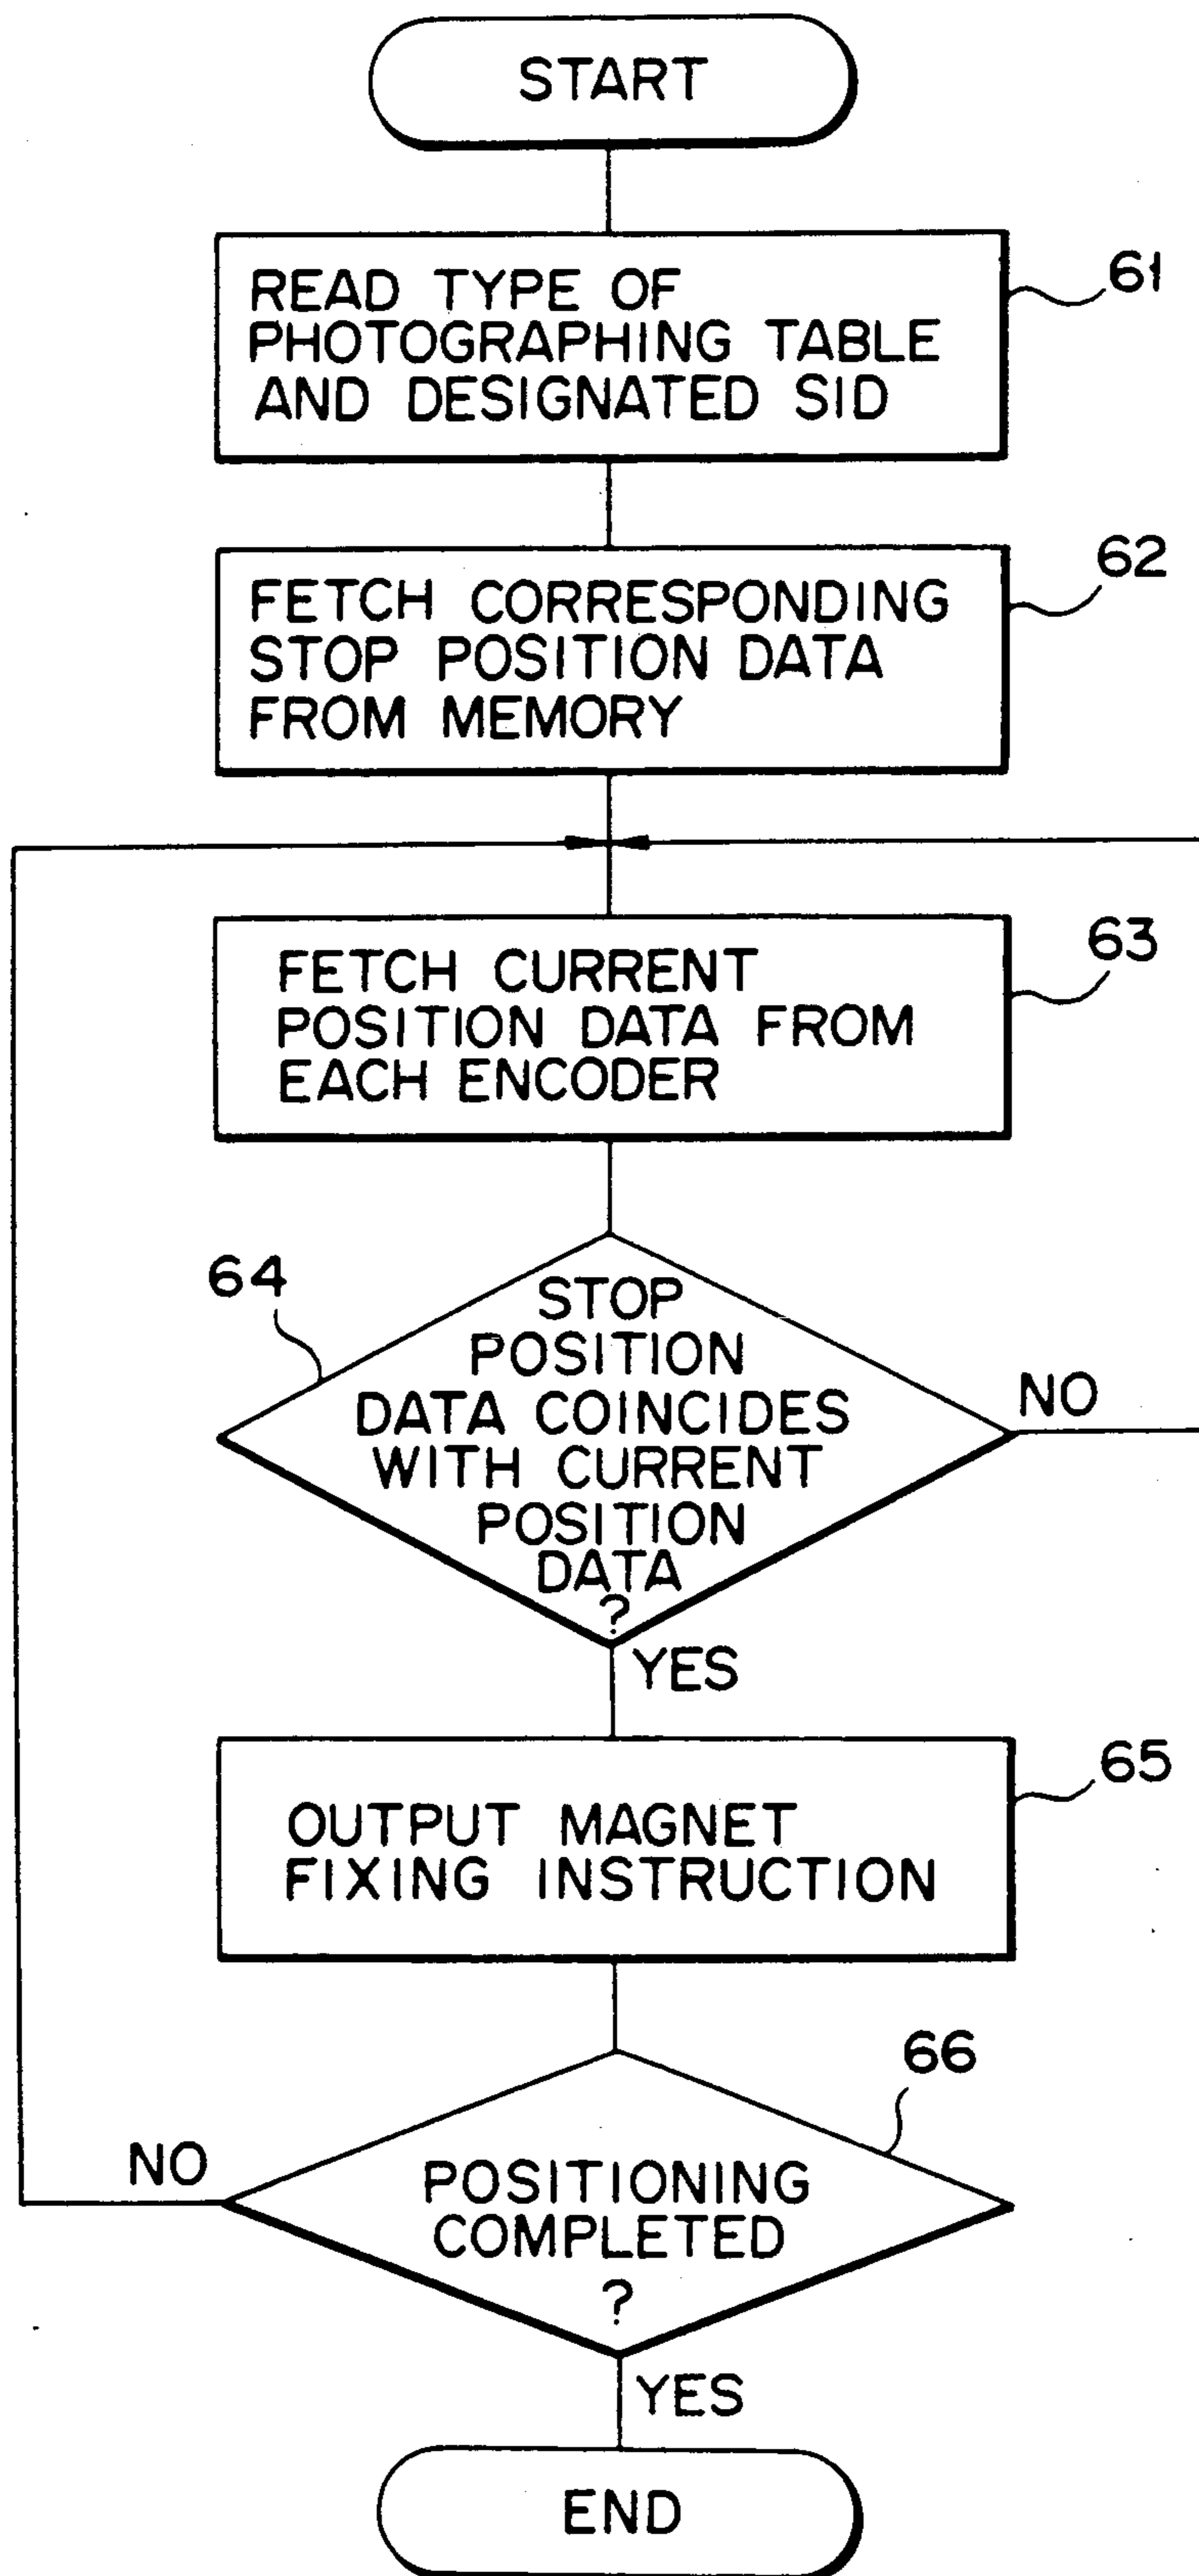 START
READ TYPE OF
PHOTOGRAPHING TABLE
AND DESIGNATED SID
61
FETCH CORRESPONDING
STOP POSITION DATA
FROM MEMORY
62
FETCH CURRENT
POSITION DATA FROM
EACH ENCODER
63
64
STOP
POSITION
DATA COINCIDES
WITH CURRENT
POSITION
DATA
?
NO
YES
OUTPUT MAGNET
FIXING INSTRUCTION
65
66
POSITIONING
COMPLETED
?
NO
YES
END